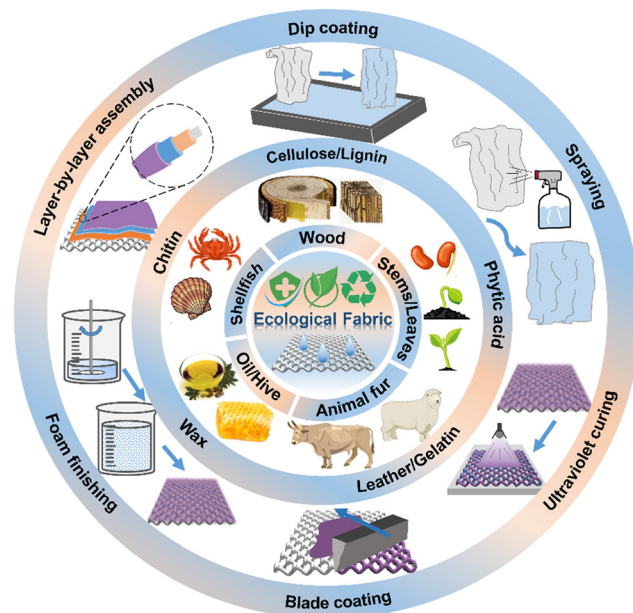 Dip coating
Layer-by-layer assembly
Spraying
Cellulose/Lignin
Chitin
Phytic acid
Wood
Shellfish
Stems/Leaves
Ecological Fabric
Oil/Hive
Animal fur
Wax
Leather/Gelatin
Foam finishing
Ultraviolet curing
Blade coating